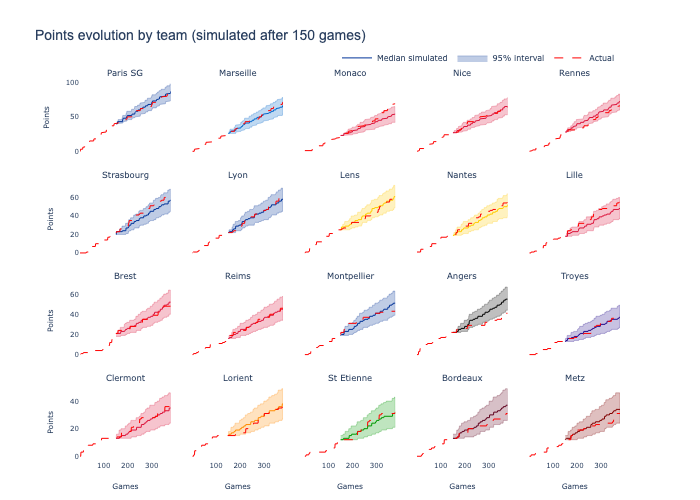 Points evolution by team (simulated after 150 games)
Median simulated 95% interval Actual
Paris SG Marseille Monaco Nice Rennes
100
50
0
Points
Strasbourg Lyon Lens Nantes Lille
60
40
20
0
Points
Brest Reims Montpellier Angers Troyes
60
40
20
0
Points
Clermont Lorient St Etienne Bordeaux Metz
40
20
0
Points
100 200 300 100 200 300 100 200 300 100 200 300 100 200 300
Games Games Games Games Games